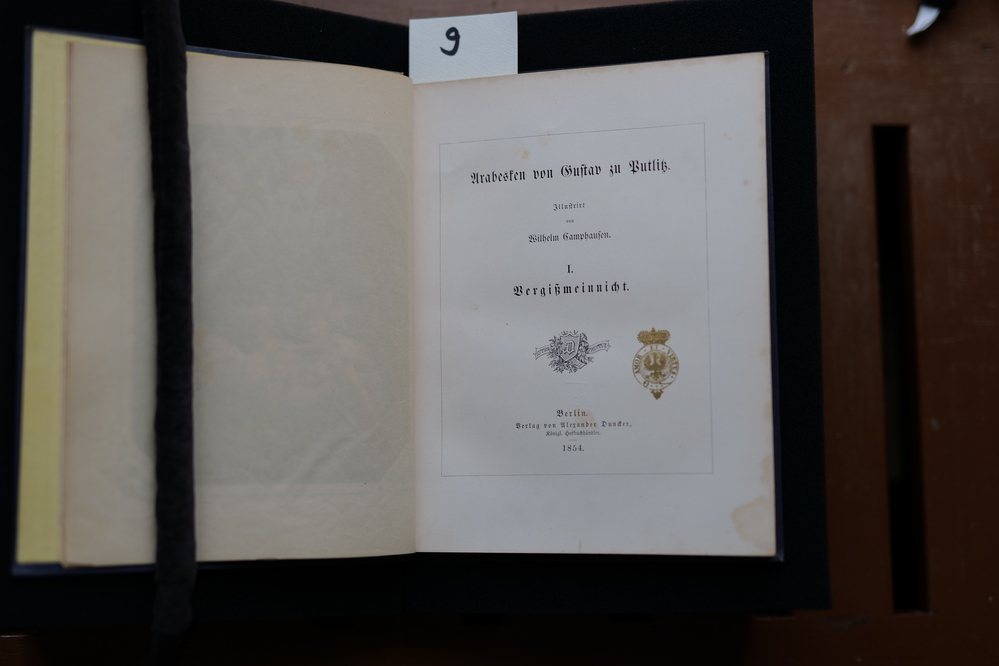 9
Arabesken von Gustav zu Putlitz.
Illustrirt
von
Wilhelm Camphausen.
I.
Vergißmeinnicht.
D
Berlin.
Verlag von Alexander Duncker,
Königl. Hofbuchhändler.
1854.